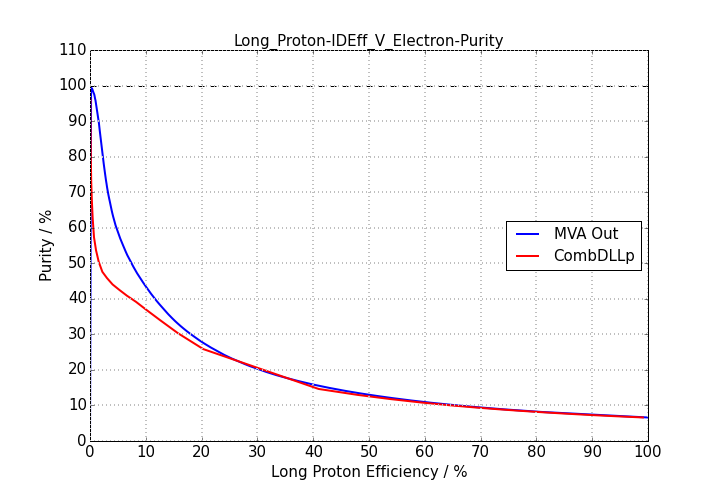 Long_Proton-IDEff_V_Electron-Purity
110
100
90
80
70
60
50
40
30
20
10
0
Purity / %
MVA Out
CombDLLp
0 10 20 30 40 50 60 70 80 90 100
Long Proton Efficiency / %